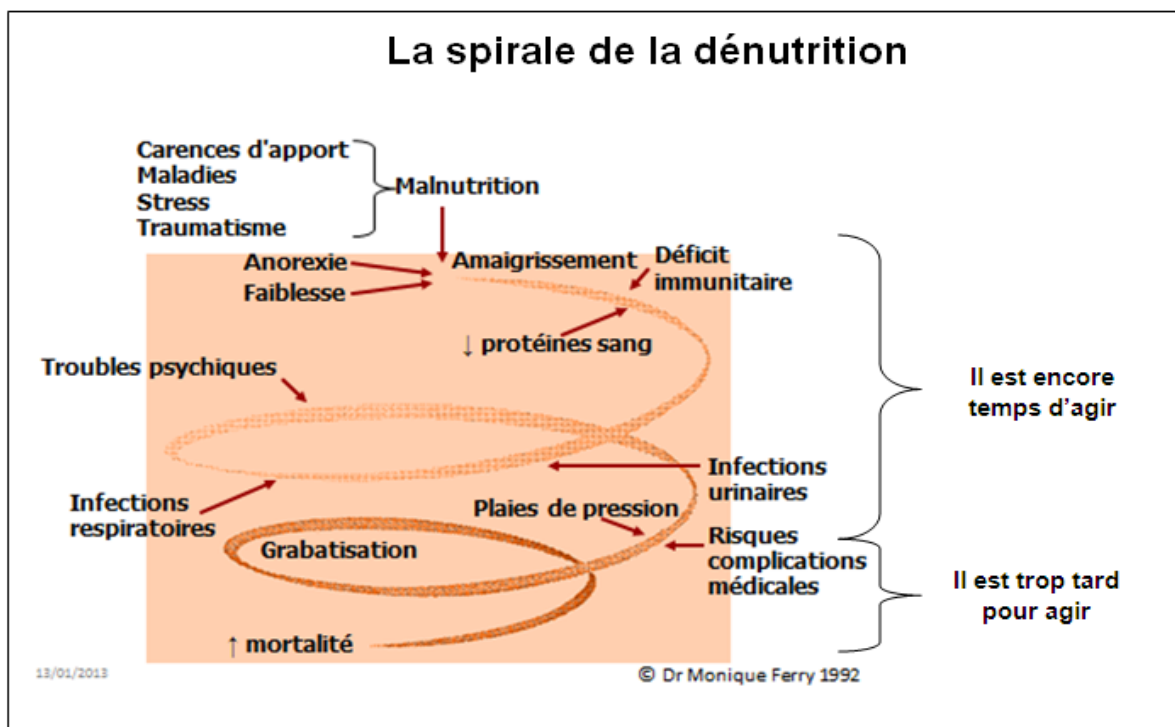 La spirale de la dénutrition
Carences d'apport
Maladies
Stress
Traumatisme
Malnutrition
Anorexie
Faiblesse
Amaigrissement
Déficit
immunitaire
↓ protéines sang
Troubles psychiques
Il est encore
temps d'agir
Infections
urinaires
Infections
respiratoires
Plaies de pression
Grabatisation
Risques
complications
médicales
Il est trop tard
pour agir
↑ mortalité
13/01/2013
© Dr Monique Ferry 1992